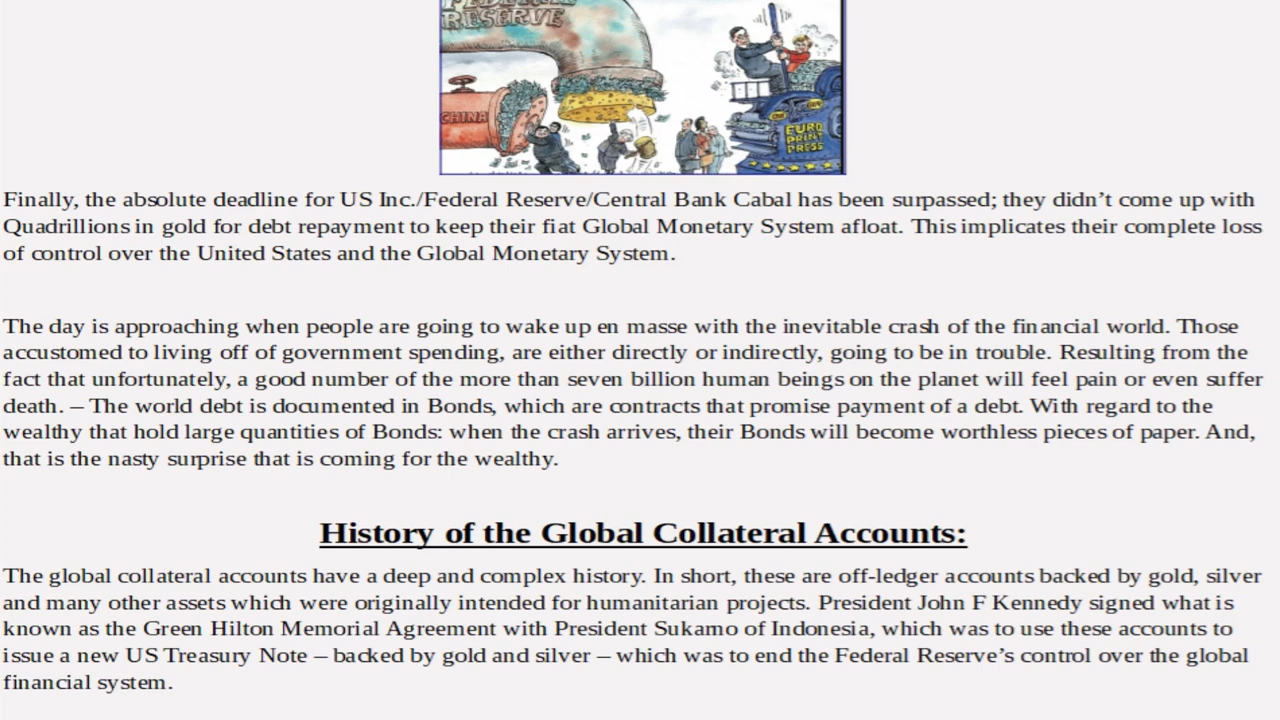 FEDERAL
RESERVE
CHINA
EURO
PRINT
PRESS
Finally, the absolute deadline for US Inc./Federal Reserve/Central Bank Cabal has been surpassed; they didn’t come up with
Quadrillions in gold for debt repayment to keep their fiat Global Monetary System afloat. This implicates their complete loss
of control over the United States and the Global Monetary System.
The day is approaching when people are going to wake up en masse with the inevitable crash of the financial world. Those
accustomed to living off of government spending, are either directly or indirectly, going to be in trouble. Resulting from the
fact that unfortunately, a good number of the more than seven billion human beings on the planet will feel pain or even suffer
death. – The world debt is documented in Bonds, which are contracts that promise payment of a debt. With regard to the
wealthy that hold large quantities of Bonds: when the crash arrives, their Bonds will become worthless pieces of paper. And,
that is the nasty surprise that is coming for the wealthy.
History of the Global Collateral Accounts:
The global collateral accounts have a deep and complex history. In short, these are off-ledger accounts backed by gold, silver
and many other assets which were originally intended for humanitarian projects. President John F Kennedy signed what is
known as the Green Hilton Memorial Agreement with President Sukarno of Indonesia, which was to use these accounts to
issue a new US Treasury Note – backed by gold and silver – which was to end the Federal Reserve’s control over the global
financial system.